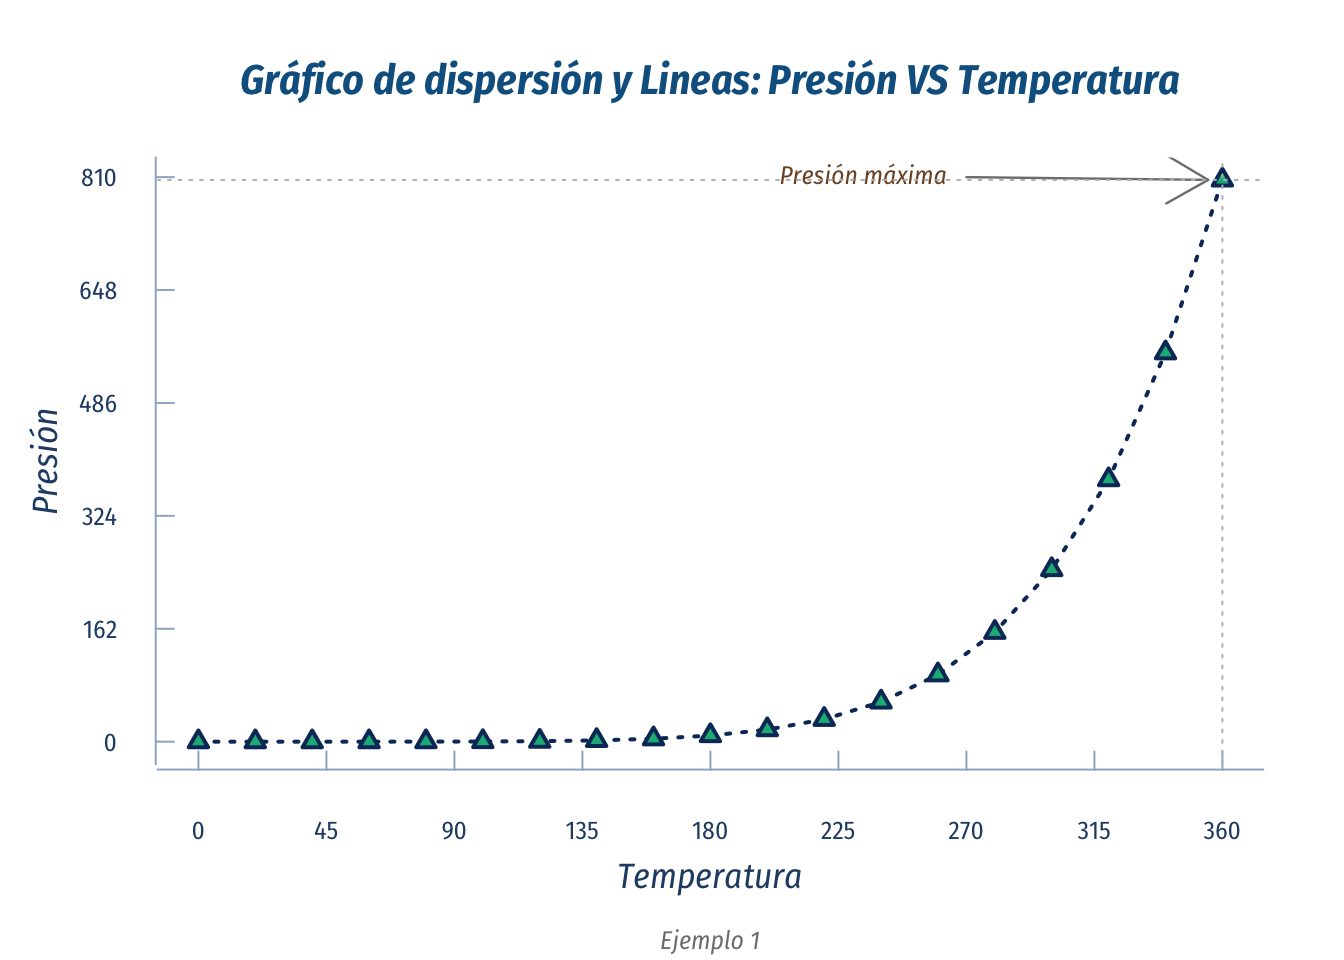 Gráfico de dispersión y Lineas: Presión VS Temperatura
Presión máxima
810
648
486
324
162
0
Presión
0 45 90 135 180 225 270 315 360
Temperatura
Ejemplo 1